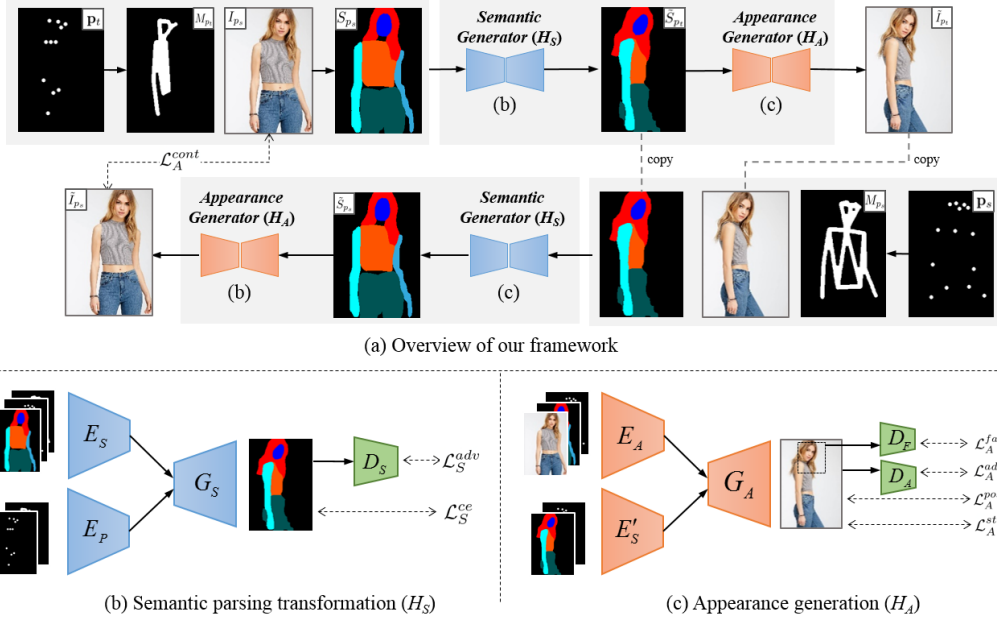 p_t
M_{p_t}
I_{p_s}
S_{p_s}
Semantic Generator (H_S)
(b)
S̃_{p_t}
Appearance Generator (H_A)
(c)
Ĩ_{p_t}
L_A^{cont}
copy
copy
Ĩ_{p_s}
Appearance Generator (H_A)
(b)
S̃_{p_s}
Semantic Generator (H_S)
(c)
M_{p_s}
p_s
(a) Overview of our framework
E_S
E_P
G_S
D_S
L_S^{adv}
L_S^{ce}
(b) Semantic parsing transformation (H_S)
E_A
E'_S
G_A
D_F
D_A
L_A^{fa
L_A^{ad
L_A^{po
L_A^{st
(c) Appearance generation (H_A)